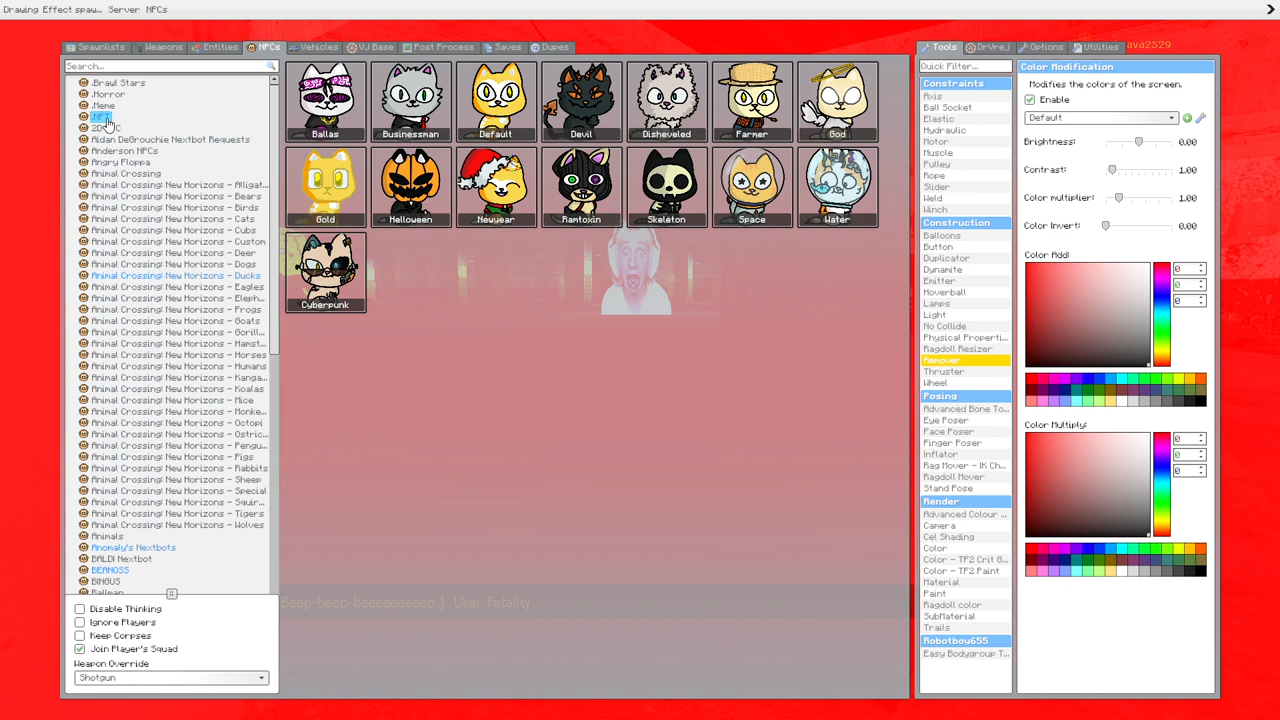 Drawing Effect spaw... Server NPCs
Spawnlists Weapons Entities NPCs Vehicles VJ Base Post Process Saves Dupes
Search...
.Brawl Stars
.Horror
.Meme
.NFT
Aidan DeGrouchie Nextbot Requests
Anderson NPCs
Angry Floppa
Animal Crossing
Animal Crossing: New Horizons - Alligat...
Animal Crossing: New Horizons - Bears
Animal Crossing: New Horizons - Birds
Animal Crossing: New Horizons - Cats
Animal Crossing: New Horizons - Cubs
Animal Crossing: New Horizons - Custom
Animal Crossing: New Horizons - Deer
Animal Crossing: New Horizons - Dogs
Animal Crossing: New Horizons - Ducks
Animal Crossing: New Horizons - Eagles
Animal Crossing: New Horizons - Eleph...
Animal Crossing: New Horizons - Frogs
Animal Crossing: New Horizons - Goats
Animal Crossing: New Horizons - Gorill...
Animal Crossing: New Horizons - Hamst...
Animal Crossing: New Horizons - Horses
Animal Crossing: New Horizons - Humans
Animal Crossing: New Horizons - Kanga...
Animal Crossing: New Horizons - Koalas
Animal Crossing: New Horizons - Mice
Animal Crossing: New Horizons - Monke...
Animal Crossing: New Horizons - Octopi
Animal Crossing: New Horizons - Ostric...
Animal Crossing: New Horizons - Pengu...
Animal Crossing: New Horizons - Pigs
Animal Crossing: New Horizons - Rabbits
Animal Crossing: New Horizons - Sheep
Animal Crossing: New Horizons - Special
Animal Crossing: New Horizons - Squir...
Animal Crossing: New Horizons - Tigers
Animal Crossing: New Horizons - Wolves
Animals
Anomaly's Nextbots
BALDI Nextbot
BEANOSS
BINGUS
Ballman
Disable Thinking
Ignore Players
Keep Corpses
Join Player's Squad
Weapon Override
Shotgun
Ballas Businessman Default Devil Disheveled Farmer God
Gold Helloween Newyear Ramtoxin Skeleton Space Water
Cyberpunk
Beep-beep-beeeeeeeep.] User Fatality.
ava2529
Tools DrVrej Options Utilities
Quick Filter...
Constraints
Axis
Ball Socket
Elastic
Hydraulic
Motor
Muscle
Pulley
Rope
Slider
Weld
Winch
Construction
Balloons
Button
Duplicator
Dynamite
Emitter
Hoverball
Lamps
Light
No Collide
Physical Properti...
Ragdoll Resizer
Remover
Thruster
Wheel
Posing
Advanced Bone To...
Eye Poser
Face Poser
Finger Poser
Inflator
Rag Mover - IK Ch...
Ragdoll Mover
Stand Pose
Render
Advanced Colour ...
Camera
Cel Shading
Color
Color - TF2 Crit G...
Color - TF2 Paint
Material
Paint
Ragdoll color
SubMaterial
Trails
Robotboy655
Easy Bodygroup T...
Color Modification
Modifies the colors of the screen.
Enable
Default
Brightness: 0.00
Contrast: 1.00
Color multiplier: 1.00
Color Invert: 0.00
Color Add:
0
0
0
Color Multiply:
0
0
0